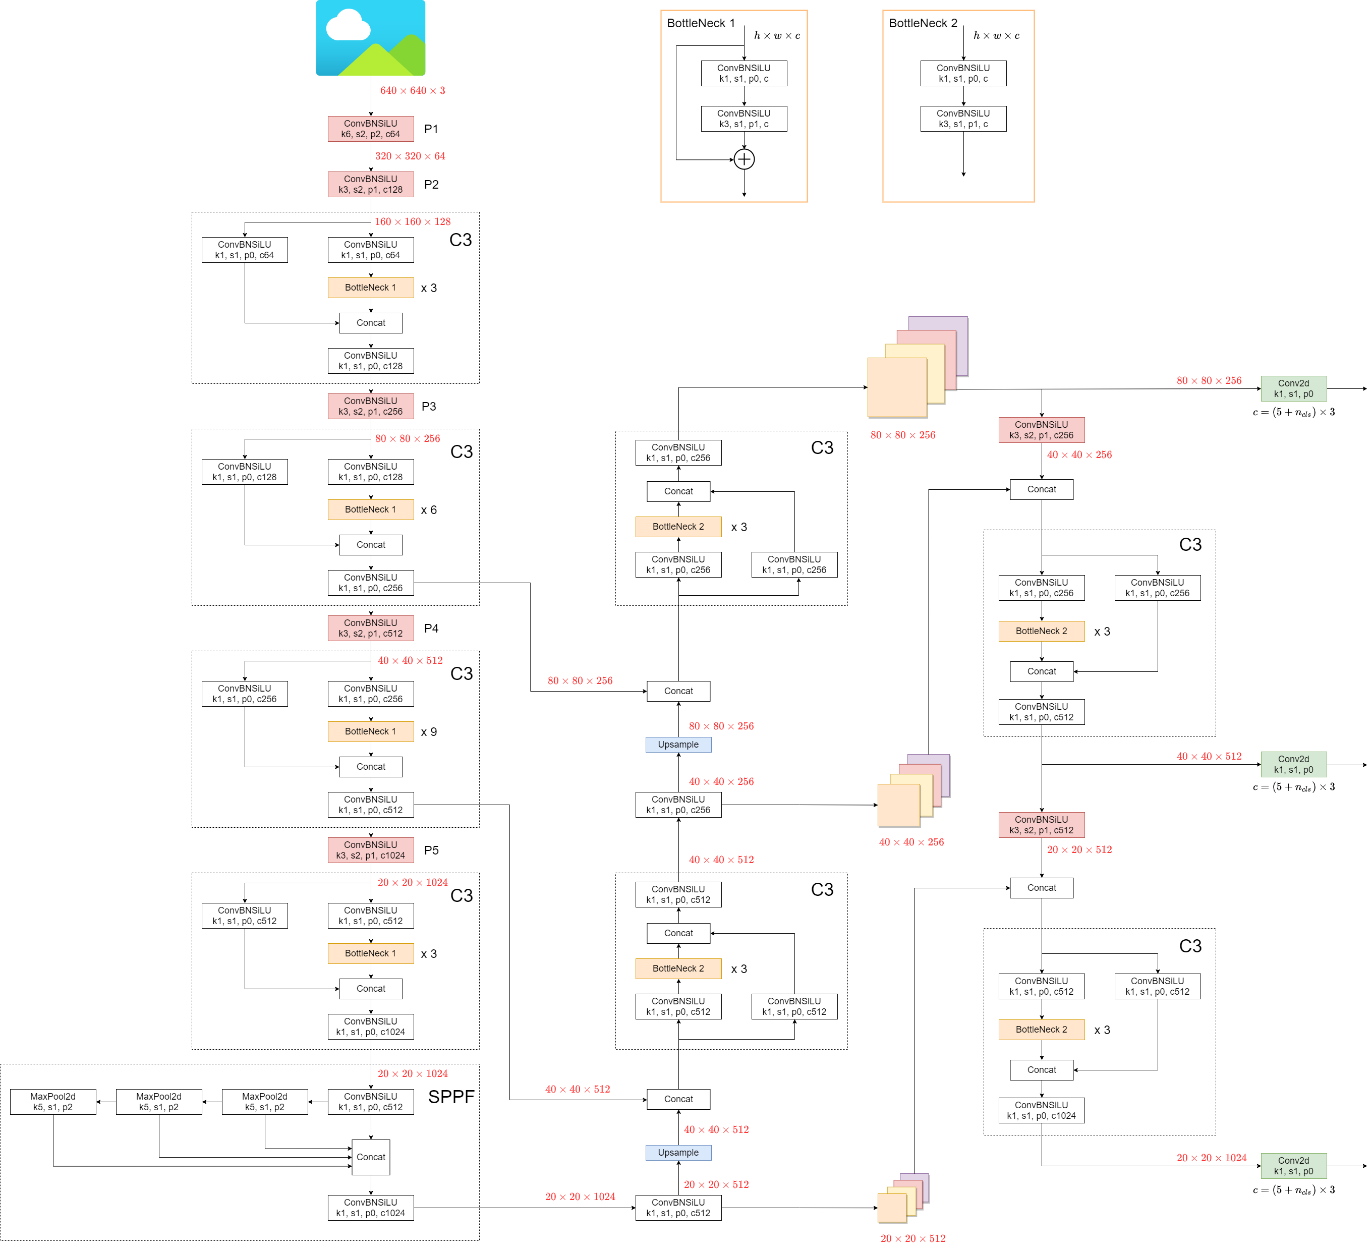 640 × 640 × 3
ConvBNSiLU
k6, s2, p2, c64
P1
320 × 320 × 64
ConvBNSiLU
k3, s2, p1, c128
P2
160 × 160 × 128
C3
ConvBNSiLU
k1, s1, p0, c64
ConvBNSiLU
k1, s1, p0, c64
BottleNeck 1
x 3
Concat
ConvBNSiLU
k1, s1, p0, c128
ConvBNSiLU
k3, s2, p1, c256
P3
80 × 80 × 256
C3
ConvBNSiLU
k1, s1, p0, c128
ConvBNSiLU
k1, s1, p0, c128
BottleNeck 1
x 6
Concat
ConvBNSiLU
k1, s1, p0, c256
ConvBNSiLU
k3, s2, p1, c512
P4
40 × 40 × 512
C3
ConvBNSiLU
k1, s1, p0, c256
ConvBNSiLU
k1, s1, p0, c256
BottleNeck 1
x 9
Concat
ConvBNSiLU
k1, s1, p0, c512
ConvBNSiLU
k3, s2, p1, c1024
P5
20 × 20 × 1024
C3
ConvBNSiLU
k1, s1, p0, c512
ConvBNSiLU
k1, s1, p0, c512
BottleNeck 1
x 3
Concat
ConvBNSiLU
k1, s1, p0, c1024
20 × 20 × 1024
SPPF
MaxPool2d
k5, s1, p2
MaxPool2d
k5, s1, p2
MaxPool2d
k5, s1, p2
ConvBNSiLU
k1, s1, p0, c512
Concat
ConvBNSiLU
k1, s1, p0, c1024
BottleNeck 1
h × w × c
ConvBNSiLU
k1, s1, p0, c
ConvBNSiLU
k3, s1, p1, c
BottleNeck 2
h × w × c
ConvBNSiLU
k1, s1, p0, c
ConvBNSiLU
k3, s1, p1, c
C3
ConvBNSiLU
k1, s1, p0, c256
Concat
BottleNeck 2
x 3
ConvBNSiLU
k1, s1, p0, c256
ConvBNSiLU
k1, s1, p0, c256
80 × 80 × 256
Concat
80 × 80 × 256
Upsample
40 × 40 × 256
ConvBNSiLU
k1, s1, p0, c256
40 × 40 × 512
C3
ConvBNSiLU
k1, s1, p0, c512
Concat
BottleNeck 2
x 3
ConvBNSiLU
k1, s1, p0, c512
ConvBNSiLU
k1, s1, p0, c512
40 × 40 × 512
Concat
40 × 40 × 512
Upsample
20 × 20 × 512
20 × 20 × 1024
ConvBNSiLU
k1, s1, p0, c512
80 × 80 × 256
40 × 40 × 256
20 × 20 × 512
80 × 80 × 256
Conv2d
k1, s1, p0
c = (5 + n_cls) × 3
ConvBNSiLU
k3, s2, p1, c256
40 × 40 × 256
Concat
C3
ConvBNSiLU
k1, s1, p0, c256
ConvBNSiLU
k1, s1, p0, c256
BottleNeck 2
x 3
Concat
ConvBNSiLU
k1, s1, p0, c512
40 × 40 × 512
Conv2d
k1, s1, p0
c = (5 + n_cls) × 3
ConvBNSiLU
k3, s2, p1, c512
20 × 20 × 512
Concat
C3
ConvBNSiLU
k1, s1, p0, c512
ConvBNSiLU
k1, s1, p0, c512
BottleNeck 2
x 3
Concat
ConvBNSiLU
k1, s1, p0, c1024
20 × 20 × 1024
Conv2d
k1, s1, p0
c = (5 + n_cls) × 3